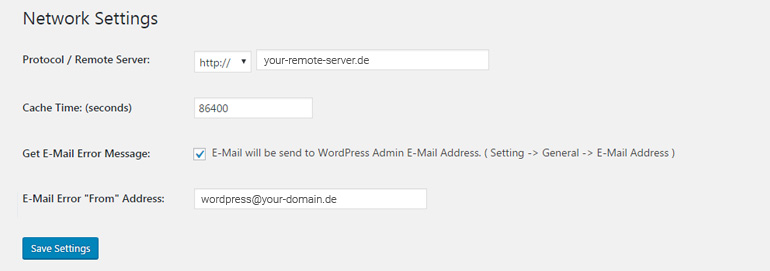 Network Settings
Protocol / Remote Server: http:// your-remote-server.de
Cache Time: (seconds) 86400
Get E-Mail Error Message: E-Mail will be send to WordPress Admin E-Mail Address. ( Setting -> General -> E-Mail Address )
E-Mail Error "From" Address: wordpress@your-domain.de
Save Settings